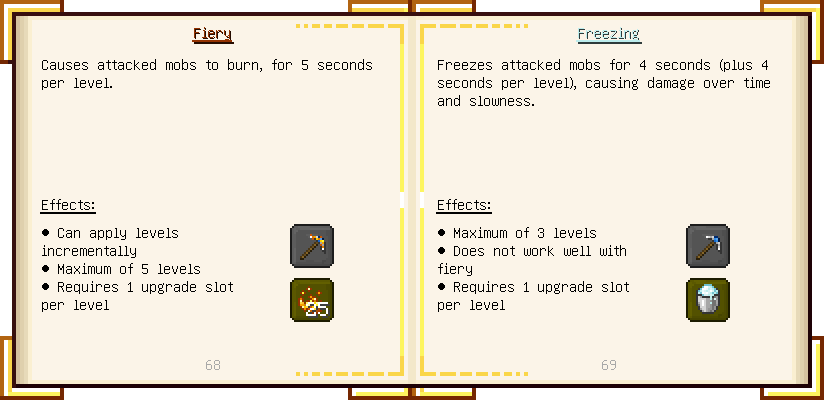 Fiery
Causes attacked mobs to burn, for 5 seconds
per level.
Effects:
● Can apply levels
incrementally
● Maximum of 5 levels
● Requires 1 upgrade slot
per level
25
68
Freezing
Freezes attacked mobs for 4 seconds (plus 4
seconds per level), causing damage over time
and slowness.
Effects:
● Maximum of 3 levels
● Does not work well with
fiery
● Requires 1 upgrade slot
per level
69